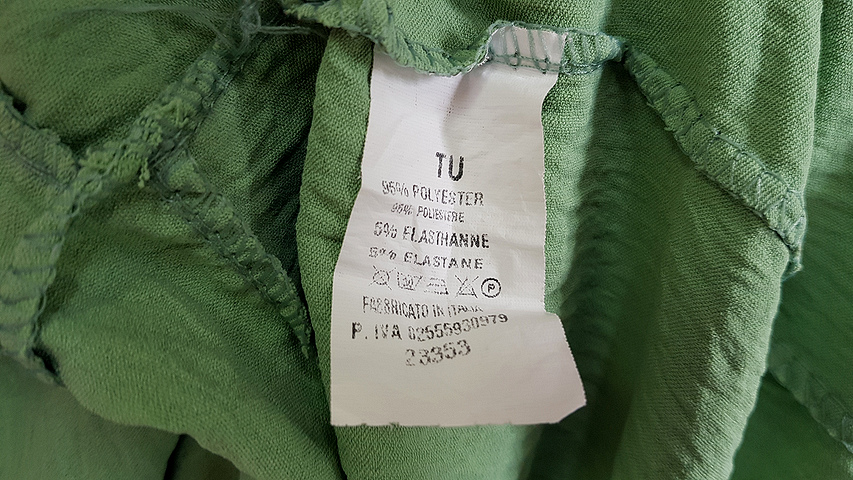 TU
95% POLYESTER
95% POLIESTERE
5% ELASTHANNE
5% ELASTANE
P
FABBRICATO IN ITALIA
P. IVA 02555930979
23353